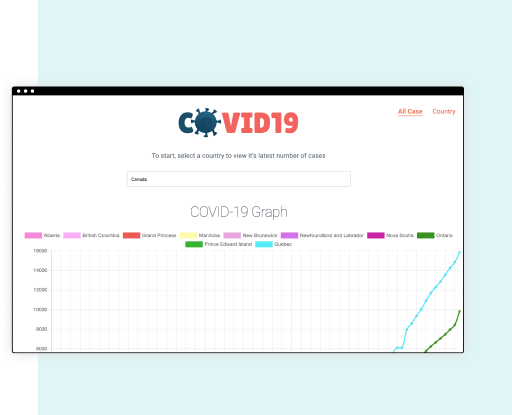 COVID19
All Case Country
To start, select a country to view it's latest number of cases
Canada
COVID-19 Graph
Alberta British Columbia Grand Princess Manitoba New Brunswick Newfoundland and Labrador Nova Scotia Ontario
Prince Edward Island Quebec
16000
14000
12000
10000
8000
6000